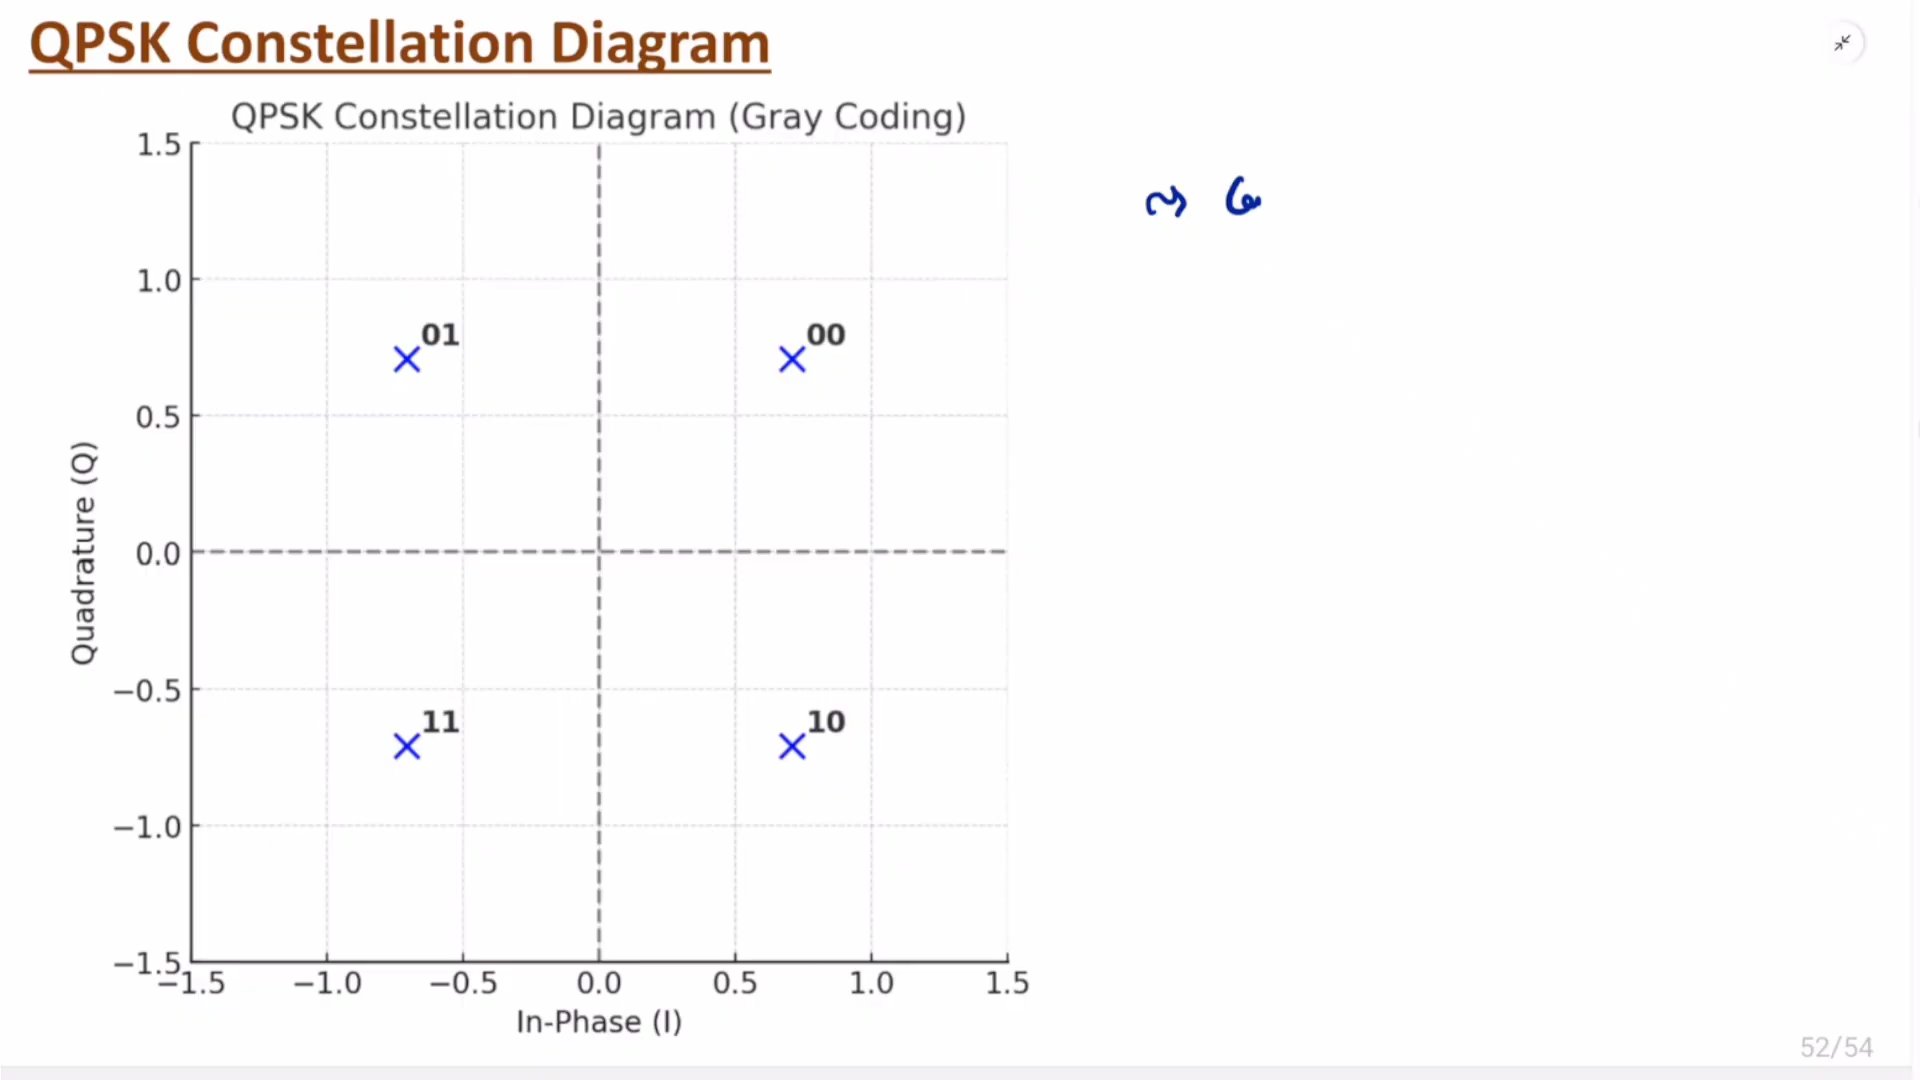 QPSK Constellation Diagram
QPSK Constellation Diagram (Gray Coding)
1.5
1.0
0.5
0.0
−0.5
−1.0
−1.5
Quadrature (Q)
01
00
11
10
−1.5 −1.0 −0.5 0.0 0.5 1.0 1.5
In-Phase (I)
52/54